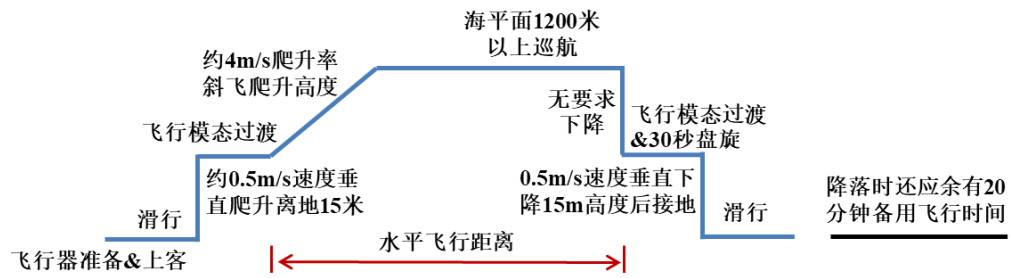 海平面1200米
以上巡航
约4m/s爬升率
斜飞爬升高度
无要求
下降
飞行模态过渡
飞行模态过渡
&30秒盘旋
约0.5m/s速度垂
直爬升离地15米
0.5m/s速度垂直下
降15m高度后接地
降落时还应余有20
分钟备用飞行时间
滑行
滑行
水平飞行距离
飞行器准备&上客